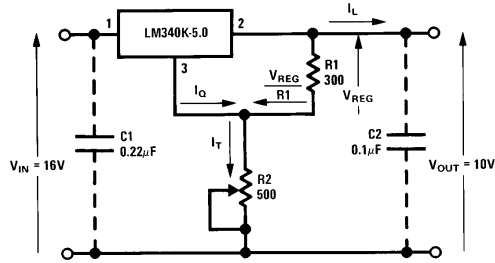 1
LM340K-5.0
2
3
I_L
R1
300
V_REG
R1
V_REG
I_Q
I_T
C1
0.22μF
C2
0.1μF
R2
500
V_IN = 16V
V_OUT = 10V